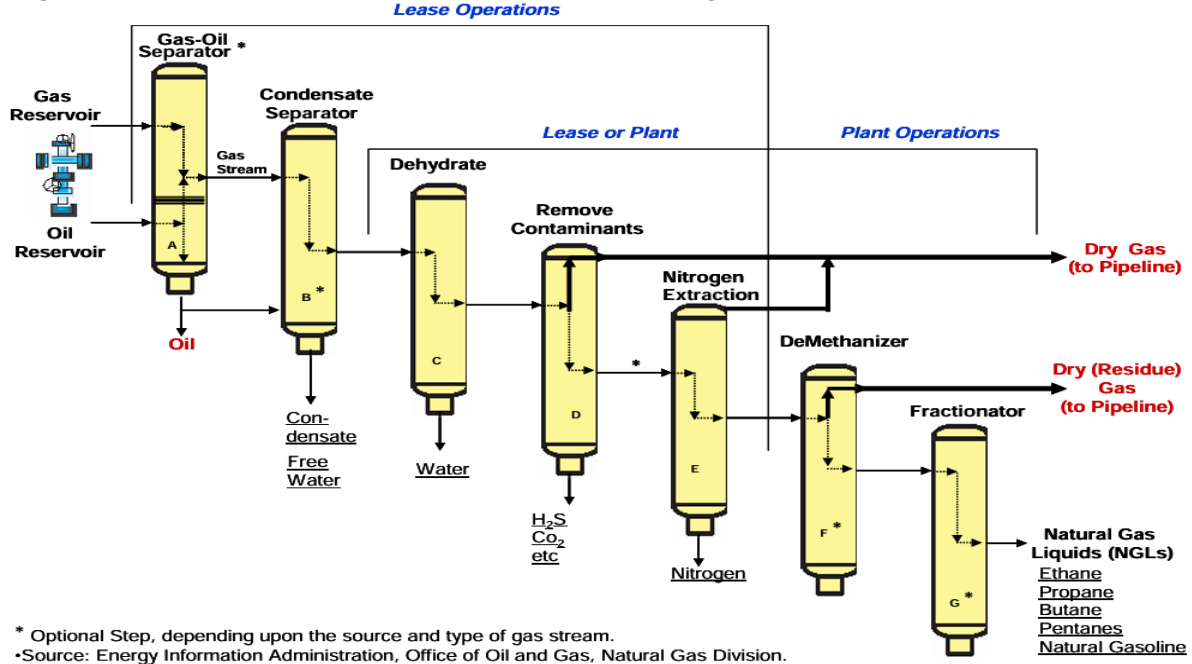 Lease Operations
Gas-Oil
Separator *
Gas
Reservoir
Condensate
Separator
Lease or Plant
Plant Operations
Gas
Stream
Dehydrate
Remove
Contaminants
Oil
Reservoir
A
Dry Gas
(to Pipeline)
Nitrogen
Extraction
B *
Oil
DeMethanizer
*
C
Dry (Residue)
Gas
(to Pipeline)
Fractionator
D
Con-
densate
Free
Water
Water
E
H2S
Co2
etc
F *
Nitrogen
Natural Gas
Liquids (NGLs)
Ethane
Propane
Butane
Pentanes
Natural Gasoline
G *
* Optional Step, depending upon the source and type of gas stream.
•Source: Energy Information Administration, Office of Oil and Gas, Natural Gas Division.